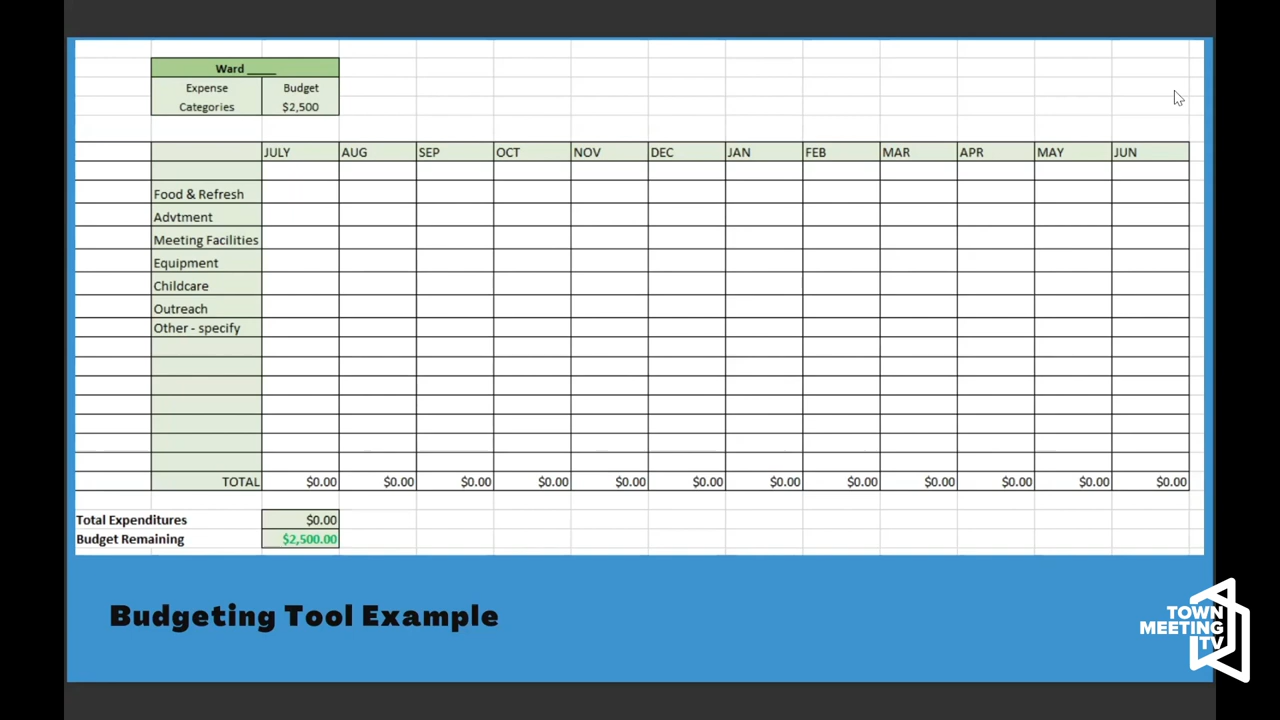 Ward ____
Expense Budget
Categories $2,500
JULY AUG SEP OCT NOV DEC JAN FEB MAR APR MAY JUN
Food & Refresh
Advtment
Meeting Facilities
Equipment
Childcare
Outreach
Other - specify
TOTAL $0.00 $0.00 $0.00 $0.00 $0.00 $0.00 $0.00 $0.00 $0.00 $0.00 $0.00 $0.00
Total Expenditures $0.00
Budget Remaining $2,500.00
Budgeting Tool Example
TOWN
MEETING
TV